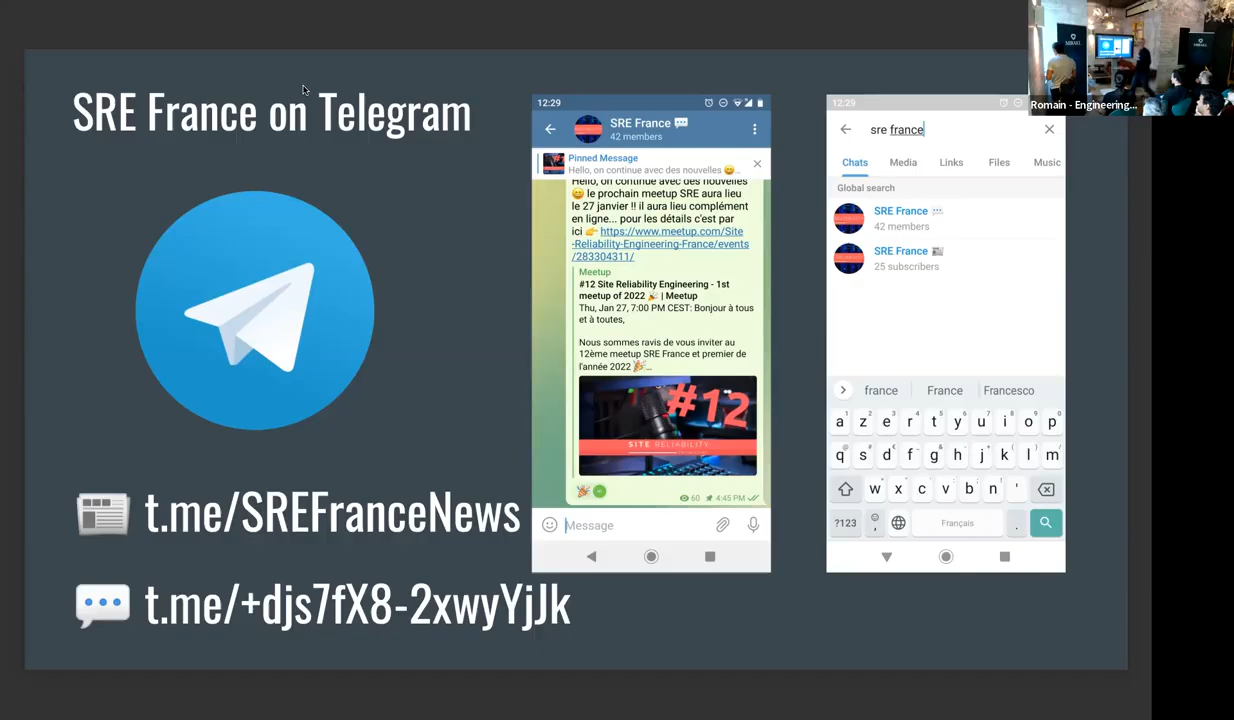 SRE France on Telegram
t.me/SREFranceNews
t.me/+djs7fX8-2xwyYjJk
12:29
SRE France 💬
42 members
Pinned Message
Hello, on continue avec des nouvelles 😄...
Hello, on continue avec des nouvelles
😄 le prochain meetup SRE aura lieu
le 27 janvier !! il aura lieu complément
en ligne... pour les détails c'est par
ici 👉 https://www.meetup.com/Site
-Reliability-Engineering-France/events
/283304311/
Meetup
#12 Site Reliability Engineering - 1st
meetup of 2022 🎉 | Meetup
Thu, Jan 27, 7:00 PM CEST: Bonjour à tous
et à toutes,
Nous sommes ravis de vous inviter au
12ème meetup SRE France et premier de
l'année 2022 🎉...
#12
SITE RELIABILITY
60 4:45 PM
Message
12:29
sre france
Chats Media Links Files Music
Global search
SRE France 💬
42 members
SRE France 📰
25 subscribers
france France Francesco
a z e r t y u i o p
q s d f g h j k l m
w x c v b n '
?123 , Français .
MIRAKL
Romain - Engineering...